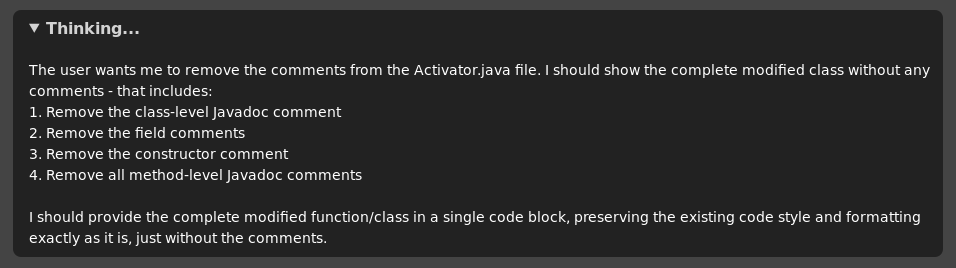 ▼ Thinking...
The user wants me to remove the comments from the Activator.java file. I should show the complete modified class without any
comments - that includes:
1. Remove the class-level Javadoc comment
2. Remove the field comments
3. Remove the constructor comment
4. Remove all method-level Javadoc comments
I should provide the complete modified function/class in a single code block, preserving the existing code style and formatting
exactly as it is, just without the comments.